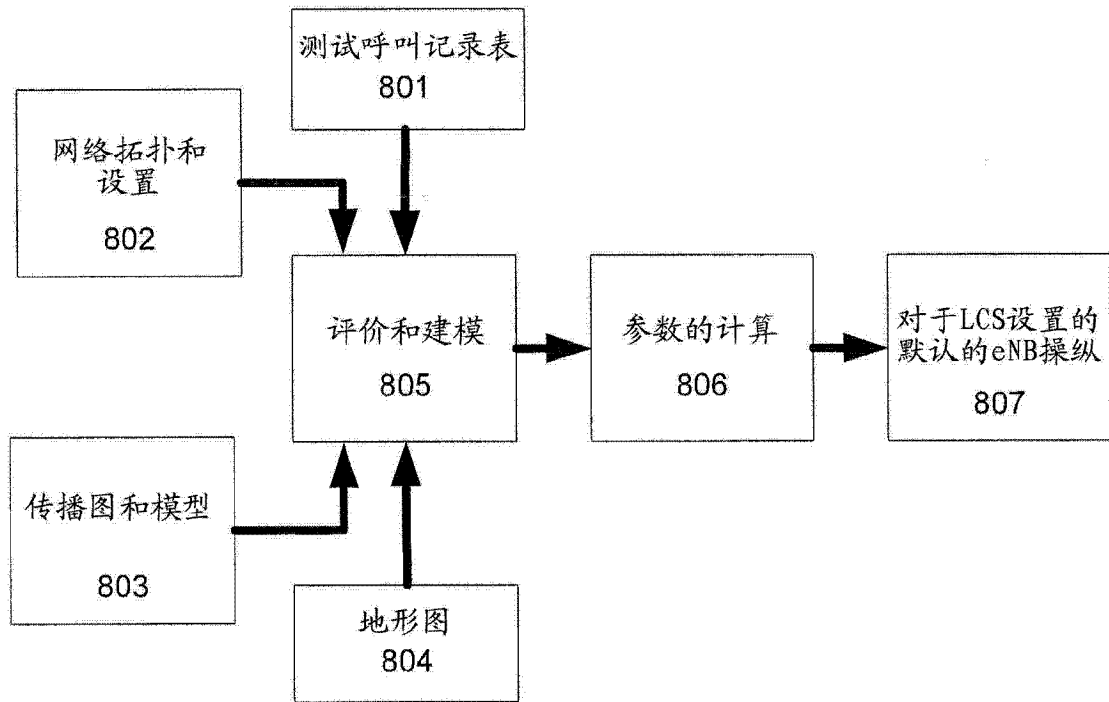 测试呼叫记录表
801
网络拓扑和
设置
802
评价和建模
805
参数的计算
806
对于LCS设置的
默认的eNB操纵
807
传播图和模型
803
地形图
804